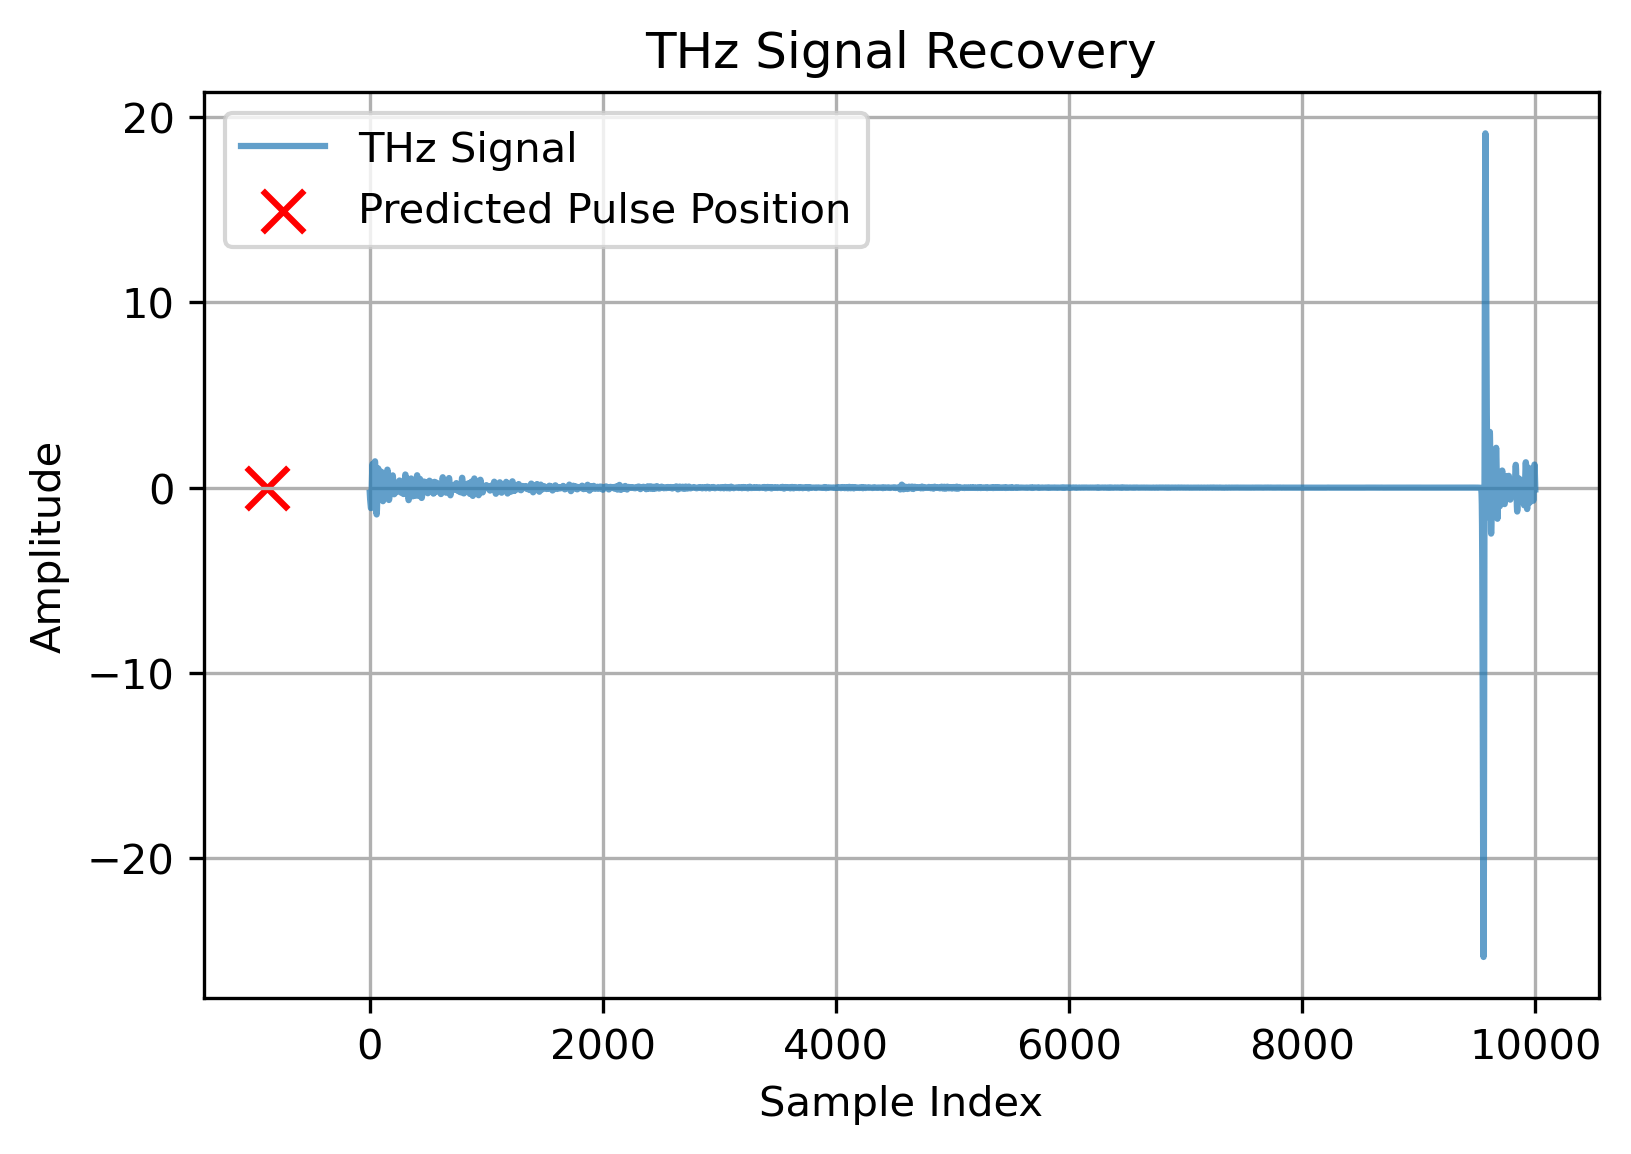 THz Signal Recovery
THz Signal
Predicted Pulse Position
20
10
0
−10
−20
Amplitude
0 2000 4000 6000 8000 10000
Sample Index